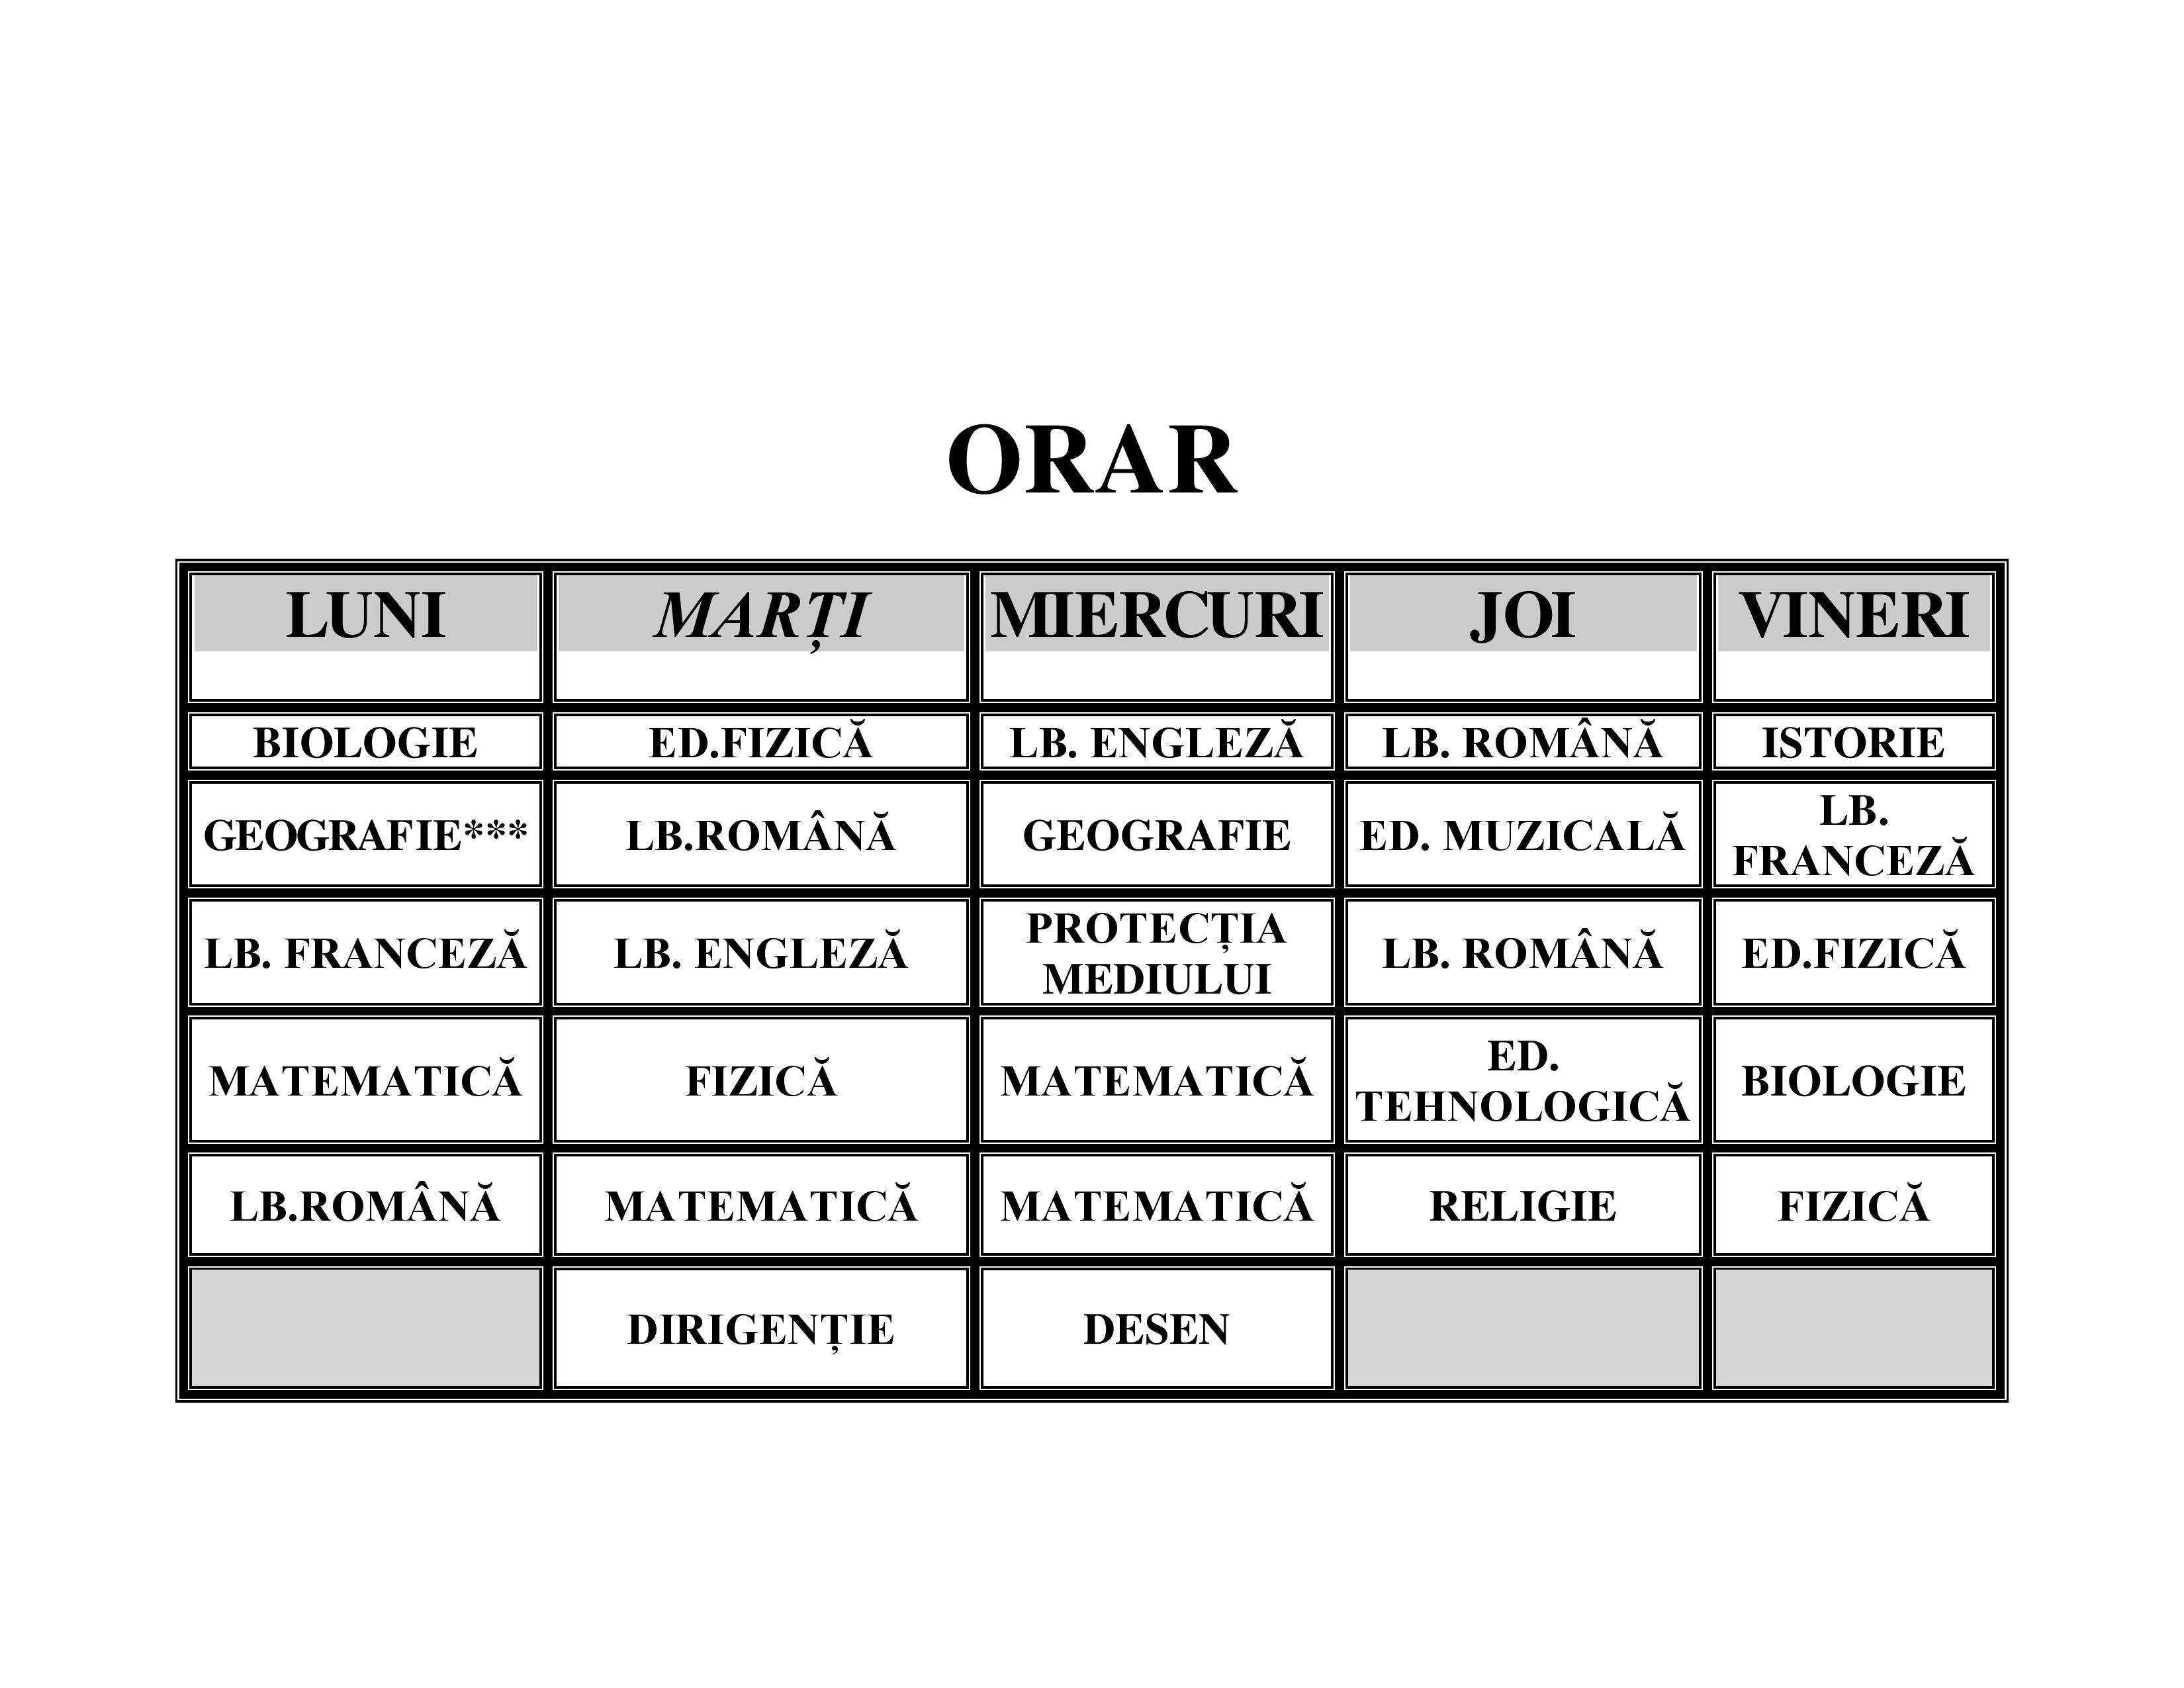 ORAR
LUNI MARȚI MIERCURI JOI VINERI
BIOLOGIE ED.FIZICĂ LB. ENGLEZĂ LB. ROMÂNĂ ISTORIE
GEOGRAFIE*** LB.ROMÂNĂ GEOGRAFIE ED. MUZICALĂ LB.
FRANCEZĂ
LB. FRANCEZĂ LB. ENGLEZĂ PROTECȚIA
MEDIULUI LB. ROMÂNĂ ED.FIZICĂ
MATEMATICĂ FIZICĂ MATEMATICĂ ED.
TEHNOLOGICĂ BIOLOGIE
LB.ROMÂNĂ MATEMATICĂ MATEMATICĂ RELIGIE FIZICĂ
DIRIGENȚIE DESEN